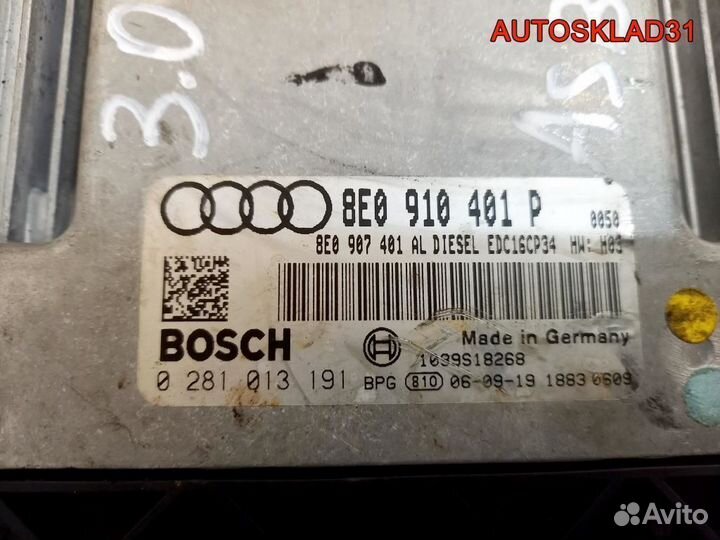 AUTOSKLAD31
3.0
8E0 910 401 P 0050
8E0 907 401 AL DIESEL EDC16CP34 HW: H03
BOSCH
Made in Germany
1039S18268
0 281 013 191 BPG 810 06-09-19 1883 0609
Avito